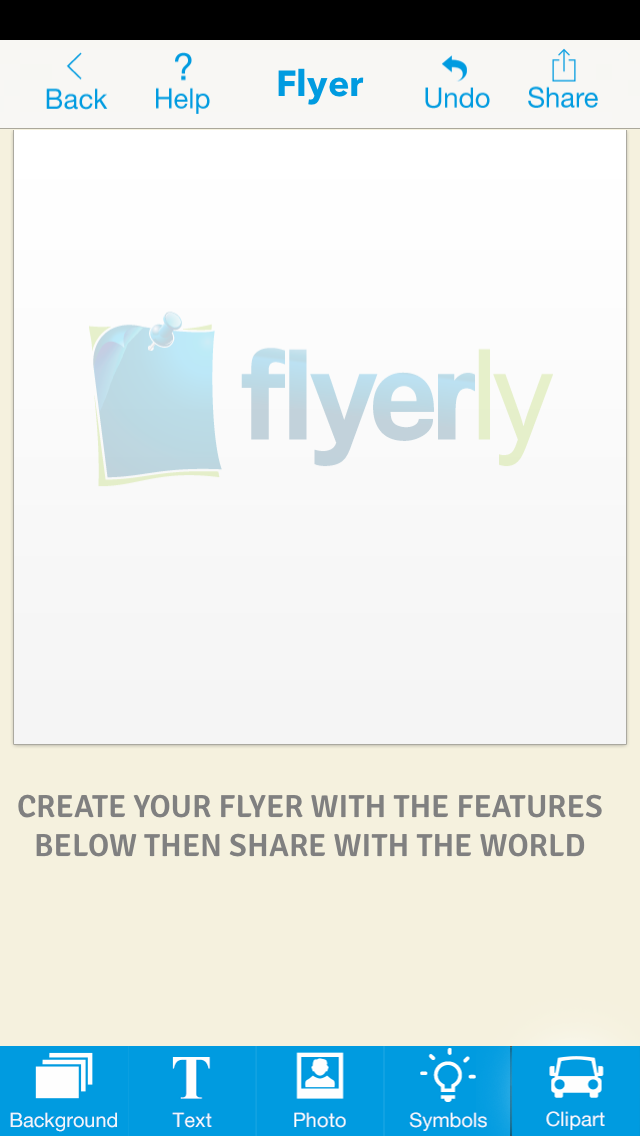 ?
Back
Help
Flyer
Undo
Share
flyerly
CREATE YOUR FLYER WITH THE FEATURES
BELOW THEN SHARE WITH THE WORLD
T
Background
Text
Photo
Symbols
Clipart